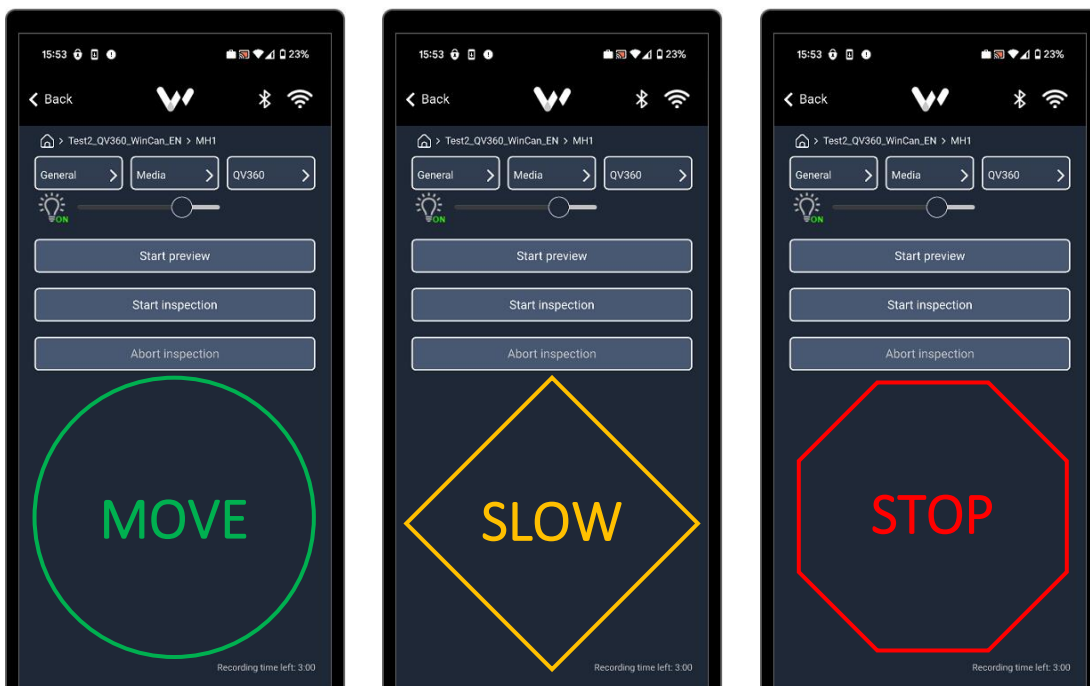 15:53 23%
Back
> Test2_QV360_WinCan_EN > MH1
General > Media > QV360 >
ON
Start preview
Start inspection
Abort inspection
MOVE
Recording time left: 3:00
15:53 23%
Back
> Test2_QV360_WinCan_EN > MH1
General > Media > QV360 >
ON
Start preview
Start inspection
Abort inspection
SLOW
Recording time left: 3:00
15:53 23%
Back
> Test2_QV360_WinCan_EN > MH1
General > Media > QV360 >
ON
Start preview
Start inspection
Abort inspection
STOP
Recording time left: 3:00